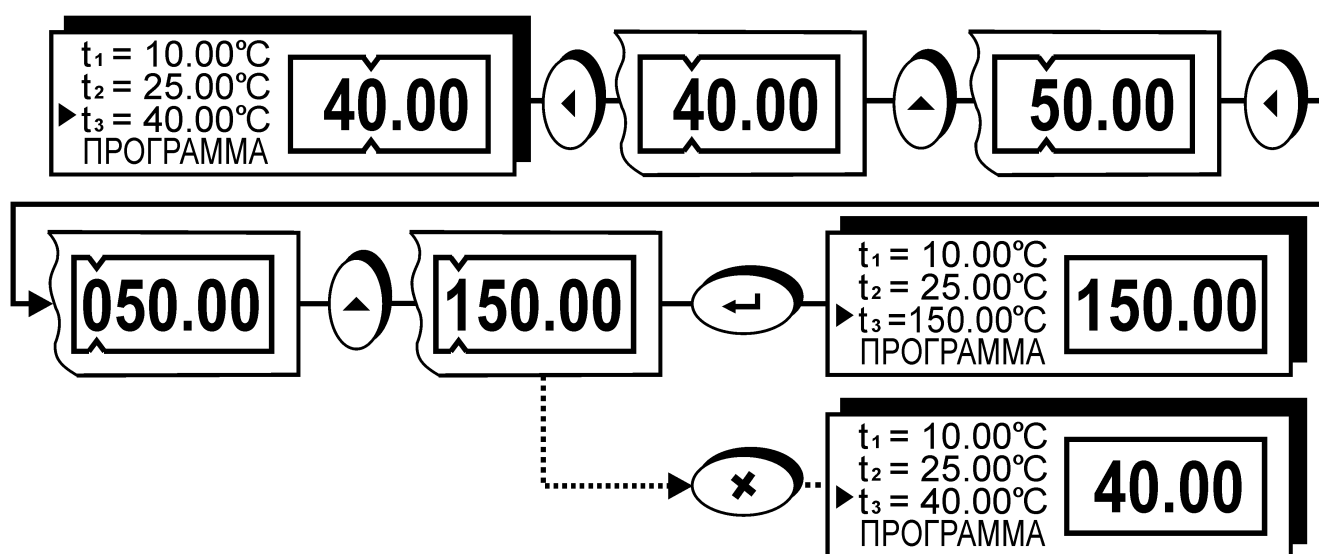 t₁ = 10.00°C
t₂ = 25.00°C
t₃ = 40.00°C
ПРОГРАММА
40.00
40.00
50.00
050.00
150.00
t₁ = 10.00°C
t₂ = 25.00°C
t₃ =150.00°C
ПРОГРАММА
150.00
t₁ = 10.00°C
t₂ = 25.00°C
t₃ = 40.00°C
ПРОГРАММА
40.00